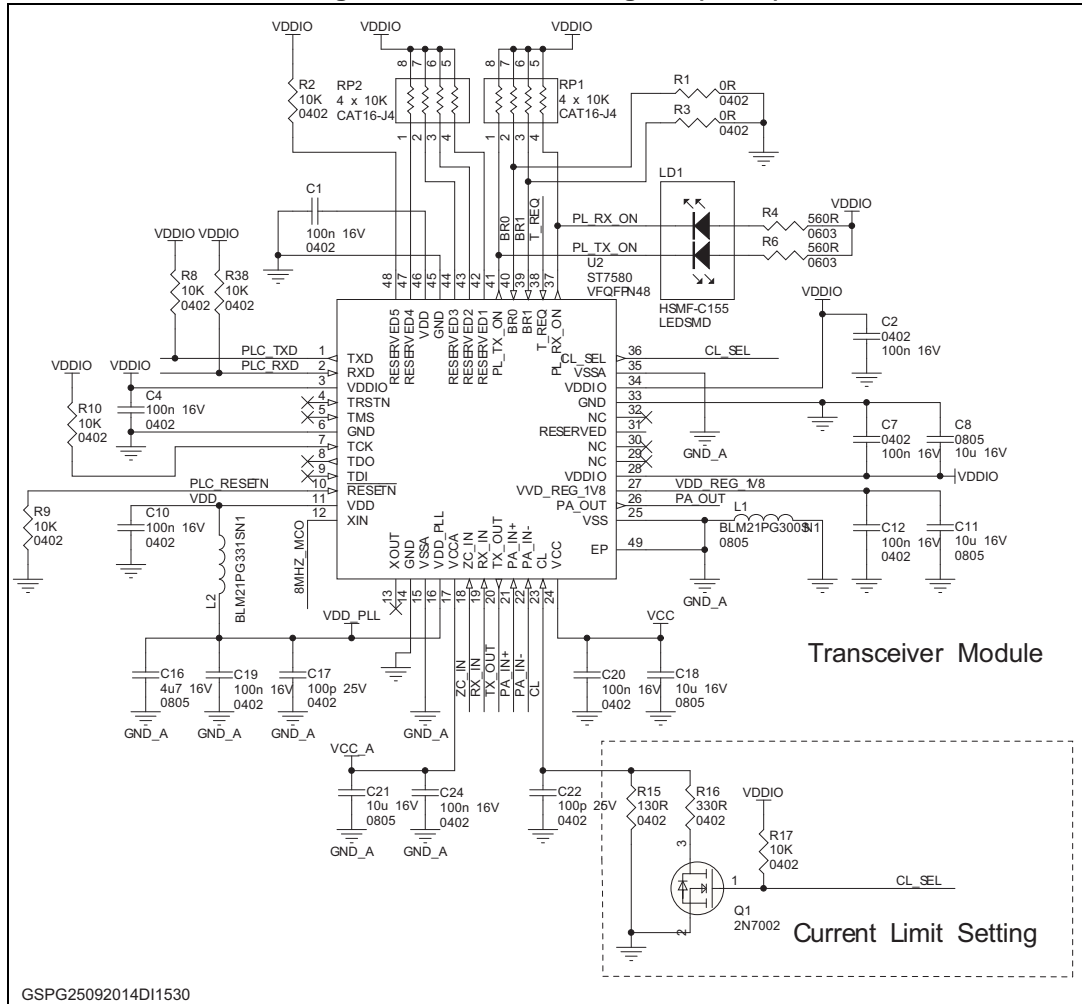 VDDIO
VDDIO
VDDIO
R2
10K
0402
RP2
4 x 10K
CAT16-J4
8
7
6
5
1
2
3
4
RP1
4 x 10K
CAT16-J4
8
7
6
5
1
2
3
4
R1
0R
0402
R3
0R
0402
C1
100n 16V
0402
LD1
HSMF-C155
LEDSMD
PL_RX_ON
PL_TX_ON
R4
560R
0603
R6
560R
0603
VDDIO
BR0
BR1
T_REQ
U2
ST7580
VFQFPN48
VDDIO
VDDIO
R8
10K
0402
R38
10K
0402
48
47
46
45
44
43
42
41
40
39
38
37
RESERVED5
RESERVED4
VDD
GND
RESERVED3
RESERVED2
RESERVED1
PL_TX_ON
BR0
BR1
T_REQ
PL_RX_ON
PLC_TXD
PLC_RXD
VDDIO
VDDIO
R10
10K
0402
C4
100n 16V
0402
PLC_RESETN
VDD
R9
10K
0402
C10
100n 16V
0402
1 TXD
2 RXD
3 VDDIO
4 TRSTN
5 TMS
6 GND
7 TCK
8 TDO
9 TDI
10 RESETN
11 VDD
12 XIN
CL_SEL 36 CL_SEL
VSSA 35
VDDIO 34
GND 33
NC 32
RESERVED 31
NC 30
NC 29
VDDIO 28
VVD_REG_1V8 27 VDD_REG_1V8
PA_OUT 26 PA_OUT
VSS 25
EP 49
VDDIO
C2
0402
100n 16V
GND_A
C7
0402
100n 16V
C8
0805
10u 16V
VDDIO
L1
BLM21PG300SN1
0805
C12
100n 16V
0402
C11
10u 16V
0805
GND_A
L2
BLM21PG331SN1
8MHZ_MCO
XOUT
GND
VSSA
VDD_PLL
VCCA
ZC_IN
RX_IN
TX_OUT
PA_IN+
PA_IN-
CL
VCC
13
14
15
16
17
18
19
20
21
22
23
24
VDD_PLL
C16
4u7 16V
0805
GND_A
C19
100n 16V
0402
GND_A
C17
100p 25V
0402
GND_A
GND_A
ZC_IN
RX_IN
TX_OUT
PA_IN+
PA_IN-
CL
VCC
C20
100n 16V
0402
C18
10u 16V
0805
Transceiver Module
VCC_A
C21
10u 16V
0805
GND_A
C24
100n 16V
0402
GND_A
C22
100p 25V
0402
R15
130R
0402
R16
330R
0402
VDDIO
R17
10K
0402
3
1
2
CL_SEL
Q1
2N7002
Current Limit Setting
GSPG25092014DI1530